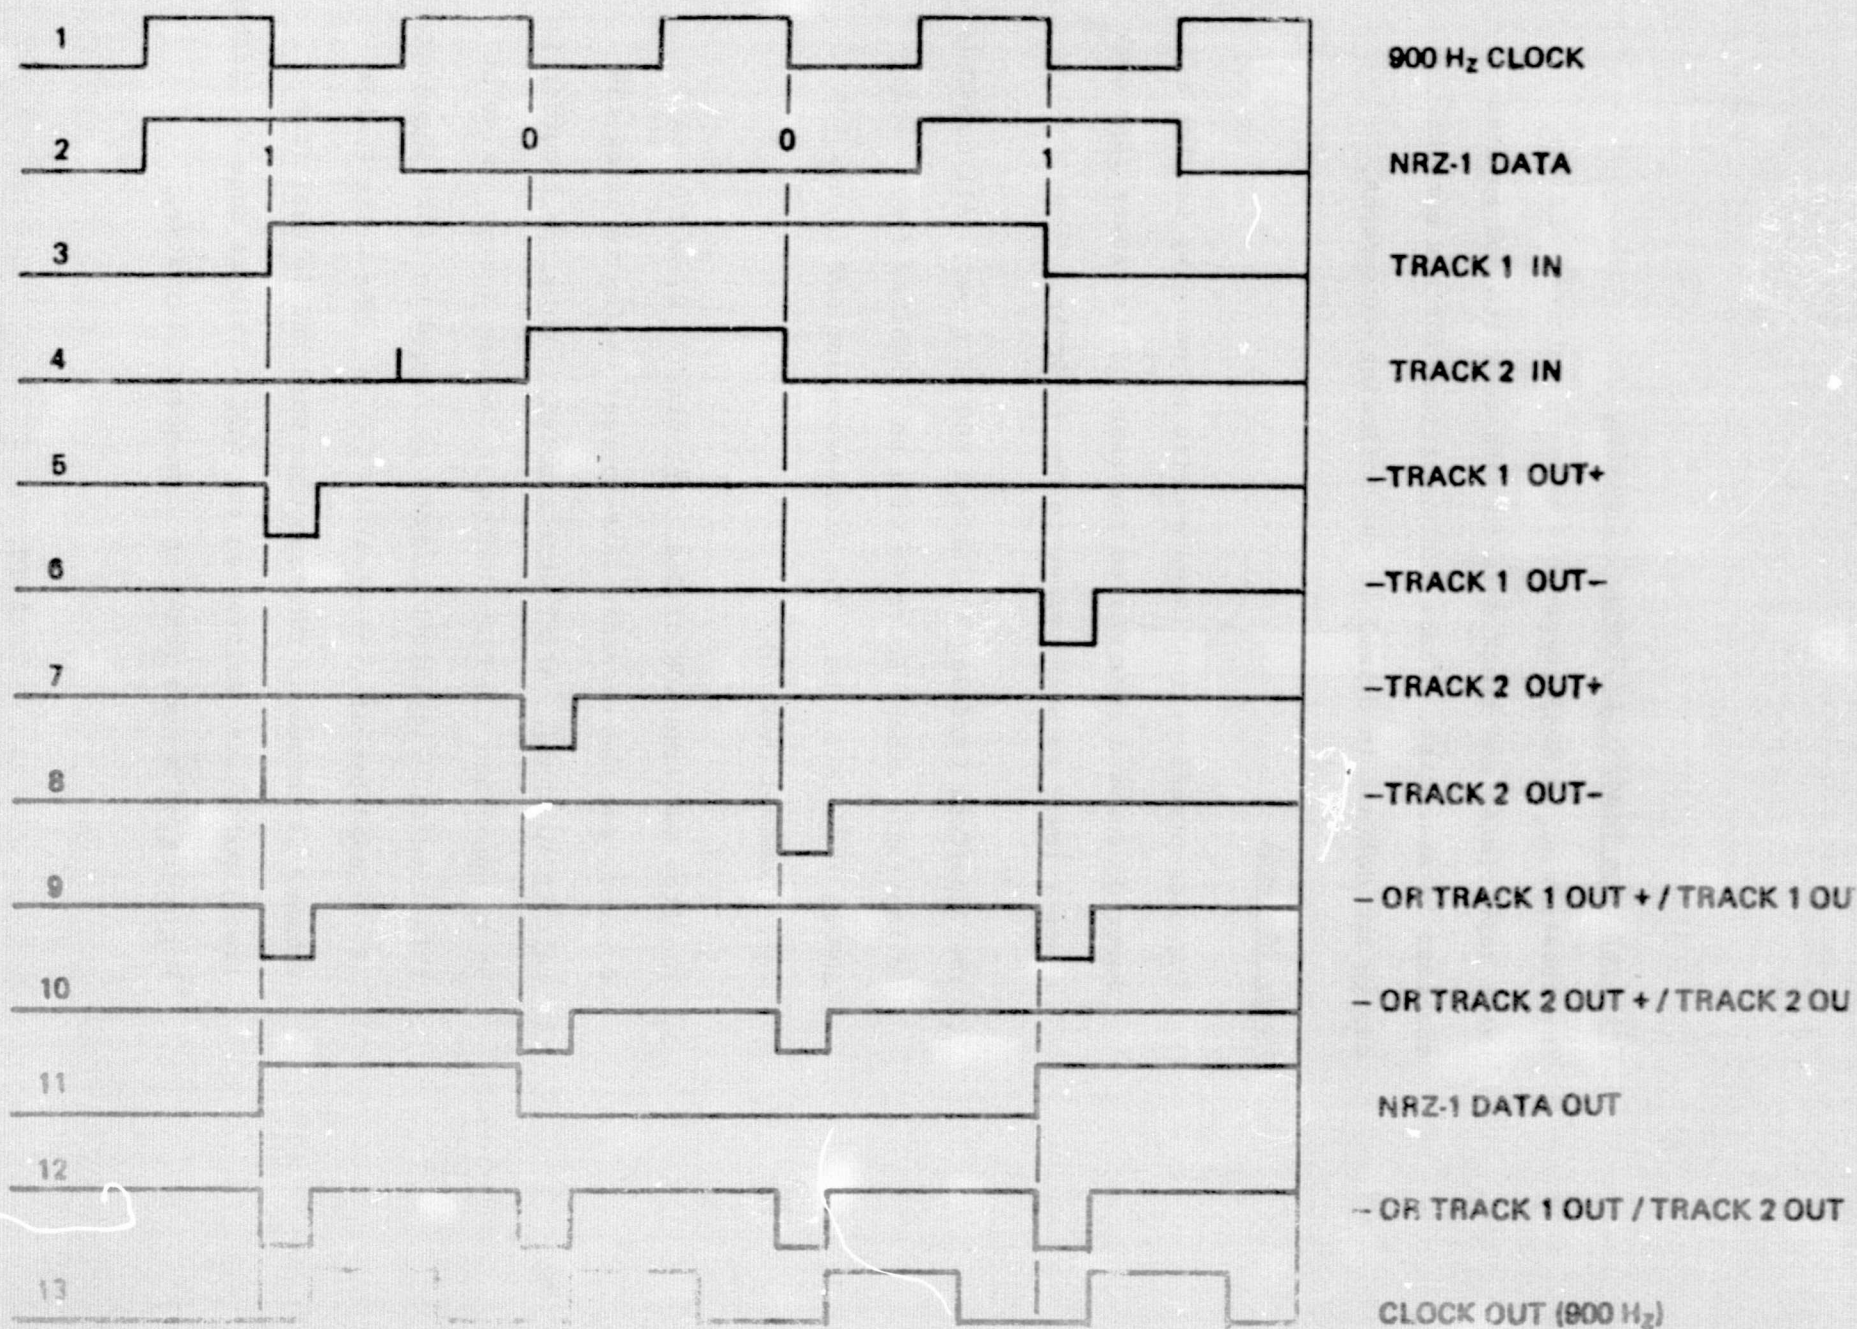 1 900 Hz CLOCK
2 1 0 0 1 NRZ-1 DATA
3 TRACK 1 IN
4 TRACK 2 IN
5 –TRACK 1 OUT+
6 –TRACK 1 OUT–
7 –TRACK 2 OUT+
8 –TRACK 2 OUT–
9 – OR TRACK 1 OUT + / TRACK 1 OU
10 – OR TRACK 2 OUT + / TRACK 2 OU
11 NRZ-1 DATA OUT
12 – OR TRACK 1 OUT / TRACK 2 OUT
13 CLOCK OUT (900 Hz)